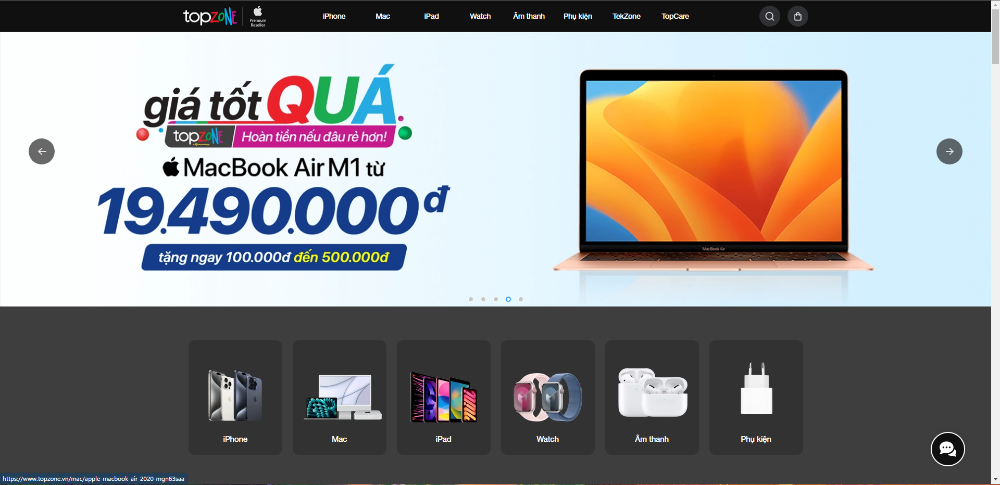 topzone
Premium
Reseller
iPhone
Mac
iPad
Watch
Âm thanh
Phụ kiện
TekZone
TopCare
giá tốt QUÁ
topzone
Hoàn tiền nếu đâu rẻ hơn!
MacBook Air M1 từ
19.490.000đ
tặng ngay 100.000đ đến 500.000đ
MacBook Air
iPhone
Mac
iPad
Watch
Âm thanh
Phụ kiện
https://www.topzone.vn/mac/apple-macbook-air-2020-mgn63saa